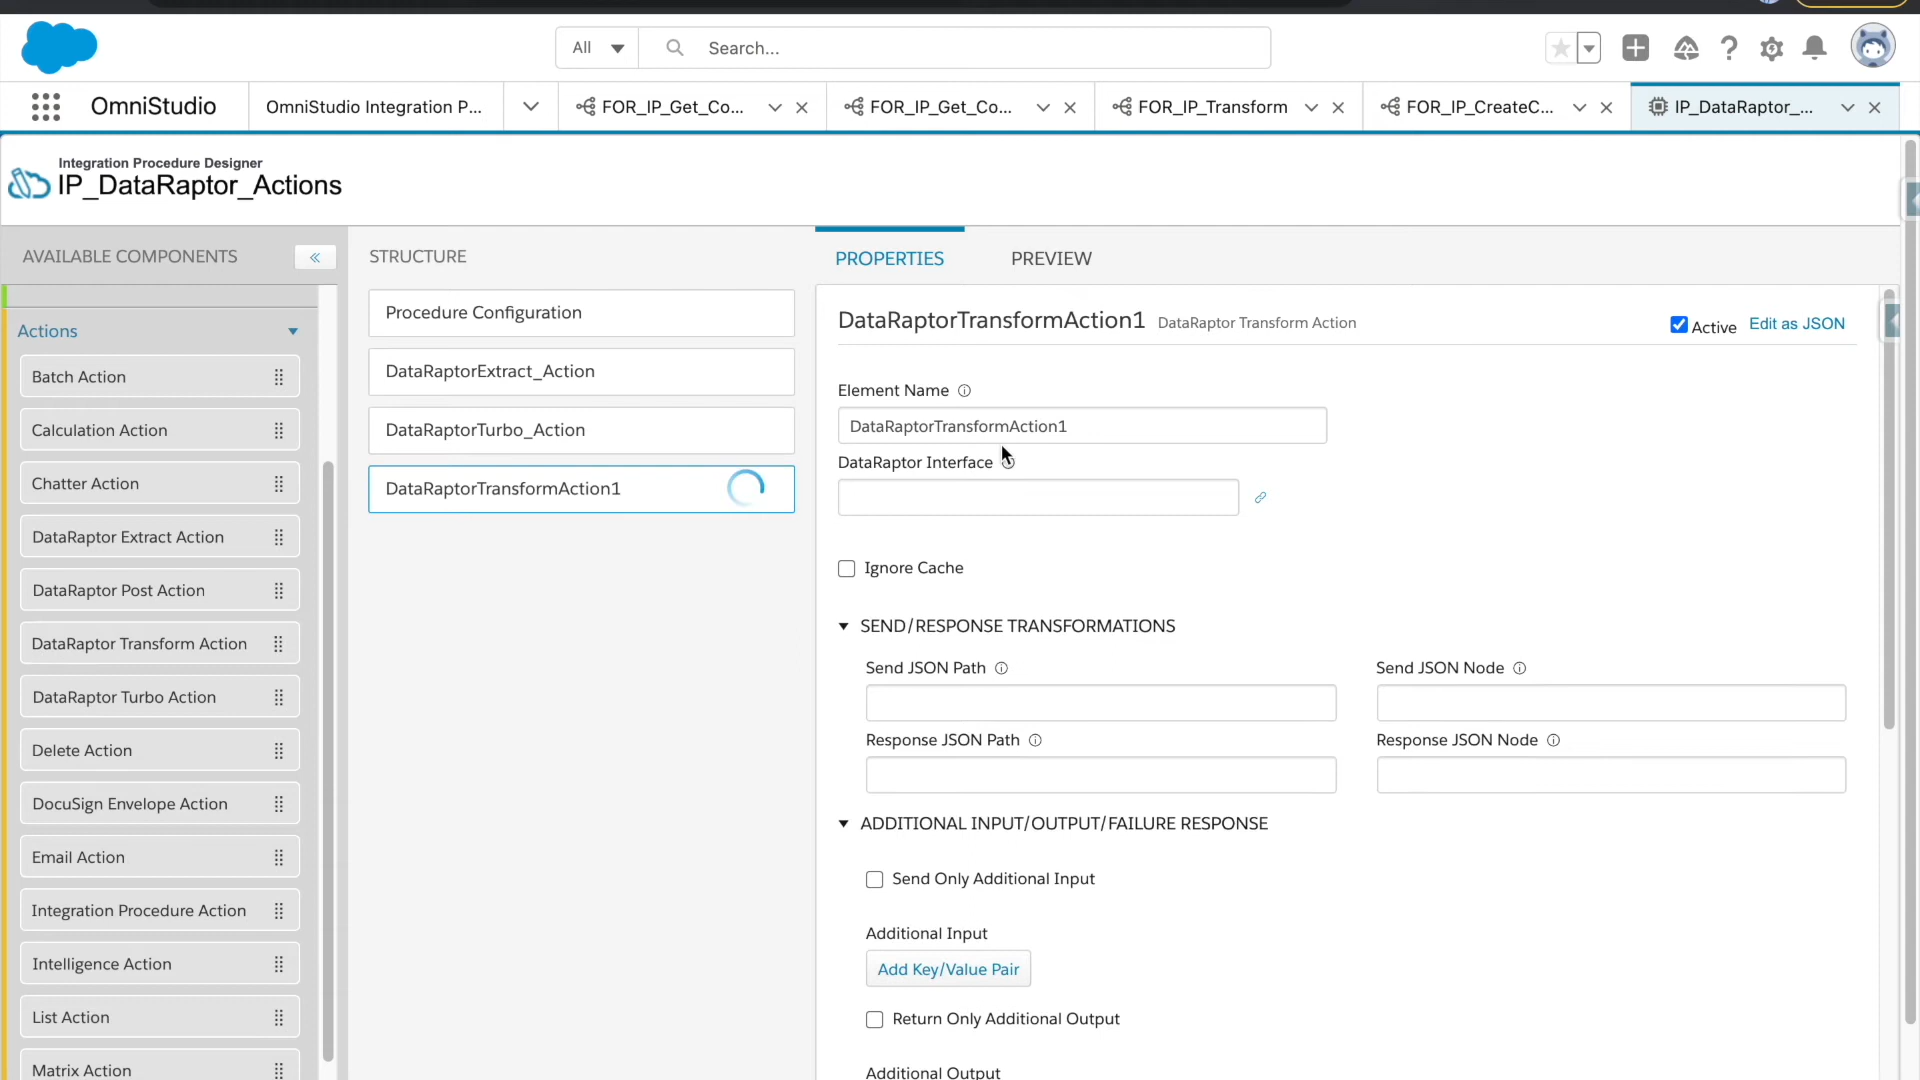 All
Search...
OmniStudio
OmniStudio Integration P...
FOR_IP_Get_Co...
FOR_IP_Get_Co...
FOR_IP_Transform
FOR_IP_CreateC...
IP_DataRaptor_...
Integration Procedure Designer
IP_DataRaptor_Actions
AVAILABLE COMPONENTS
Actions
Batch Action
Calculation Action
Chatter Action
DataRaptor Extract Action
DataRaptor Post Action
DataRaptor Transform Action
DataRaptor Turbo Action
Delete Action
DocuSign Envelope Action
Email Action
Integration Procedure Action
Intelligence Action
List Action
Matrix Action
STRUCTURE
Procedure Configuration
DataRaptorExtract_Action
DataRaptorTurbo_Action
DataRaptorTransformAction1
PROPERTIES
PREVIEW
DataRaptorTransformAction1 DataRaptor Transform Action
Active
Edit as JSON
Element Name
DataRaptorTransformAction1
DataRaptor Interface
Ignore Cache
SEND/RESPONSE TRANSFORMATIONS
Send JSON Path
Send JSON Node
Response JSON Path
Response JSON Node
ADDITIONAL INPUT/OUTPUT/FAILURE RESPONSE
Send Only Additional Input
Additional Input
Add Key/Value Pair
Return Only Additional Output
Additional Output